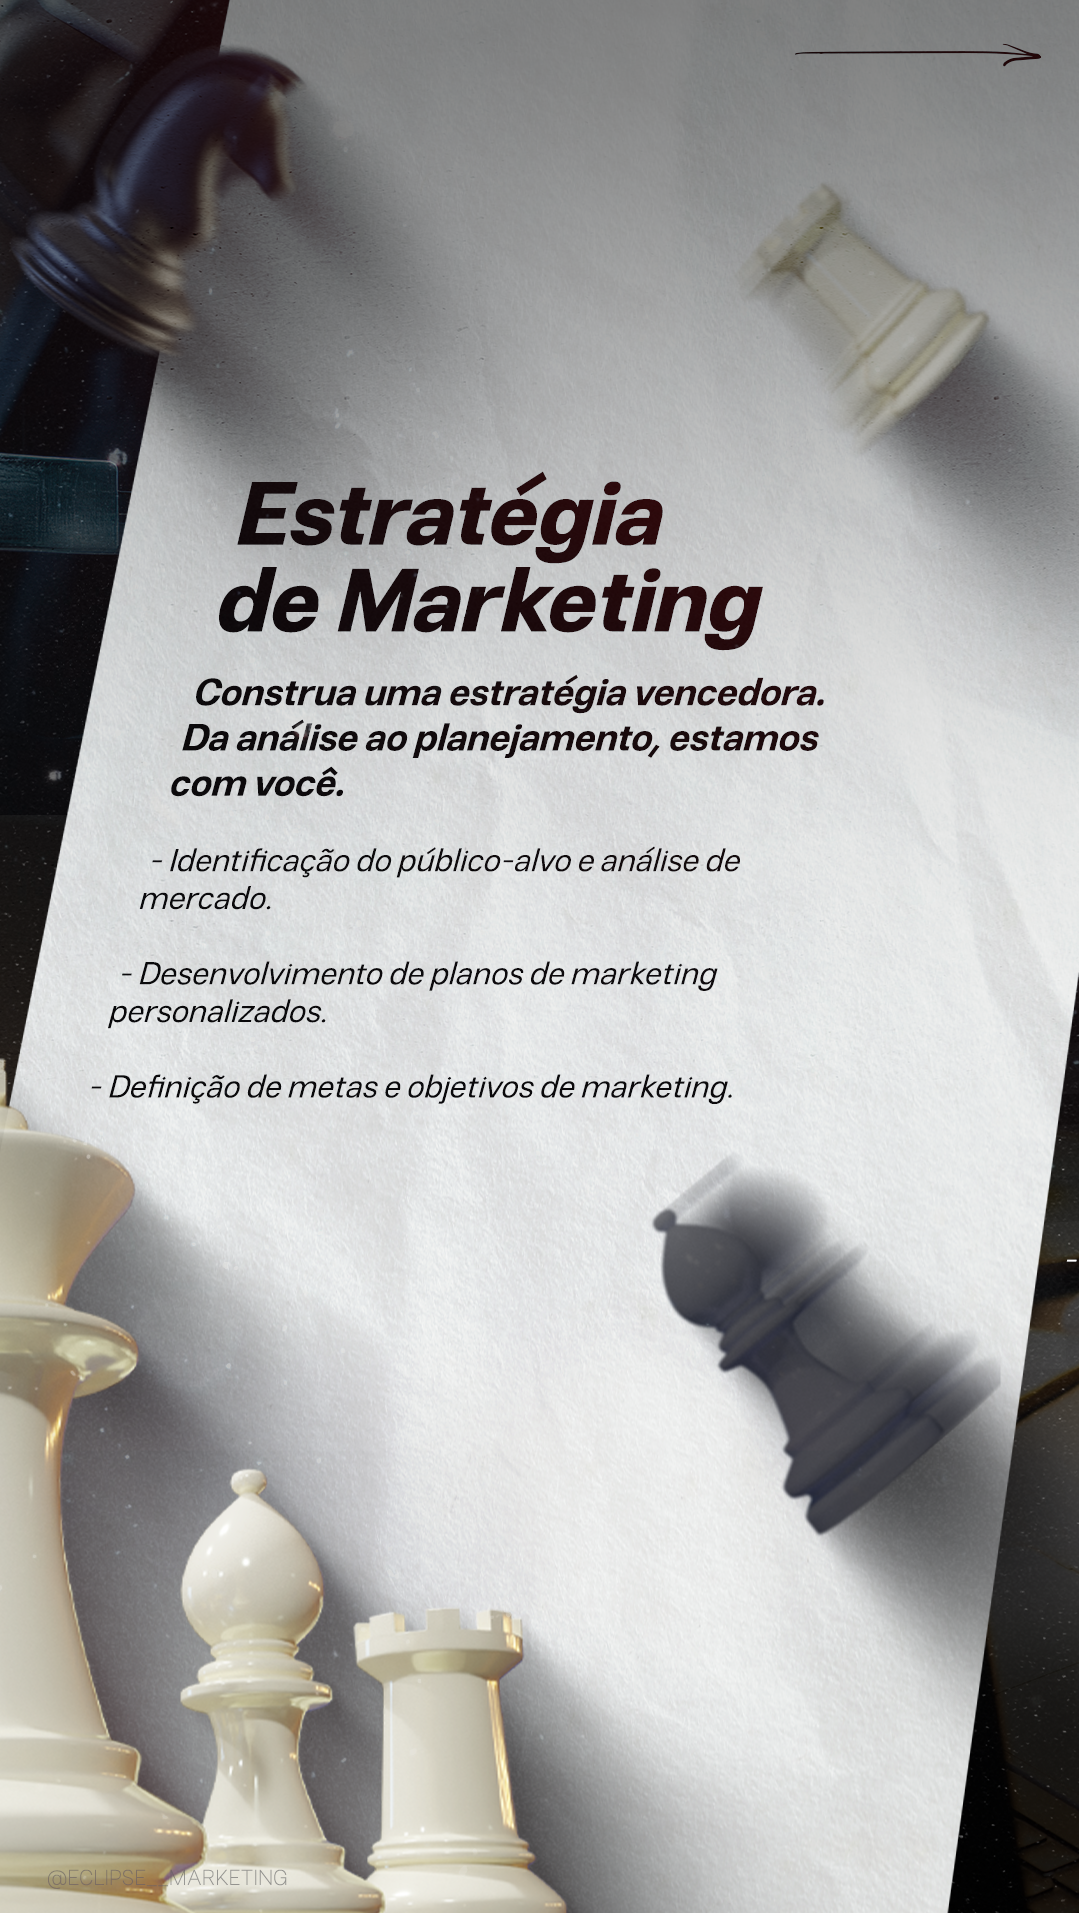 Estratégia
de Marketing
Construa uma estratégia vencedora.
Da análise ao planejamento, estamos
com você.
- Identificação do público-alvo e análise de
mercado.
- Desenvolvimento de planos de marketing
personalizados.
- Definição de metas e objetivos de marketing.
@ECLIPSE__MARKETING